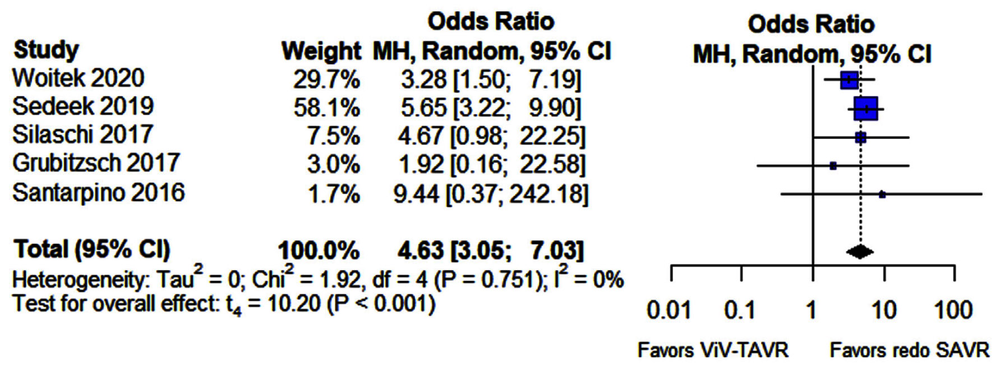 Odds Ratio Odds Ratio
Study Weight MH, Random, 95% CI MH, Random, 95% CI
Woitek 2020 29.7% 3.28 [1.50; 7.19]
Sedeek 2019 58.1% 5.65 [3.22; 9.90]
Silaschi 2017 7.5% 4.67 [0.98; 22.25]
Grubitzsch 2017 3.0% 1.92 [0.16; 22.58]
Santarpino 2016 1.7% 9.44 [0.37; 242.18]
Total (95% CI) 100.0% 4.63 [3.05; 7.03]
Heterogeneity: Tau² = 0; Chi² = 1.92, df = 4 (P = 0.751); I² = 0%
Test for overall effect: t₄ = 10.20 (P < 0.001)
0.01 0.1 1 10 100
Favors ViV-TAVR Favors redo SAVR